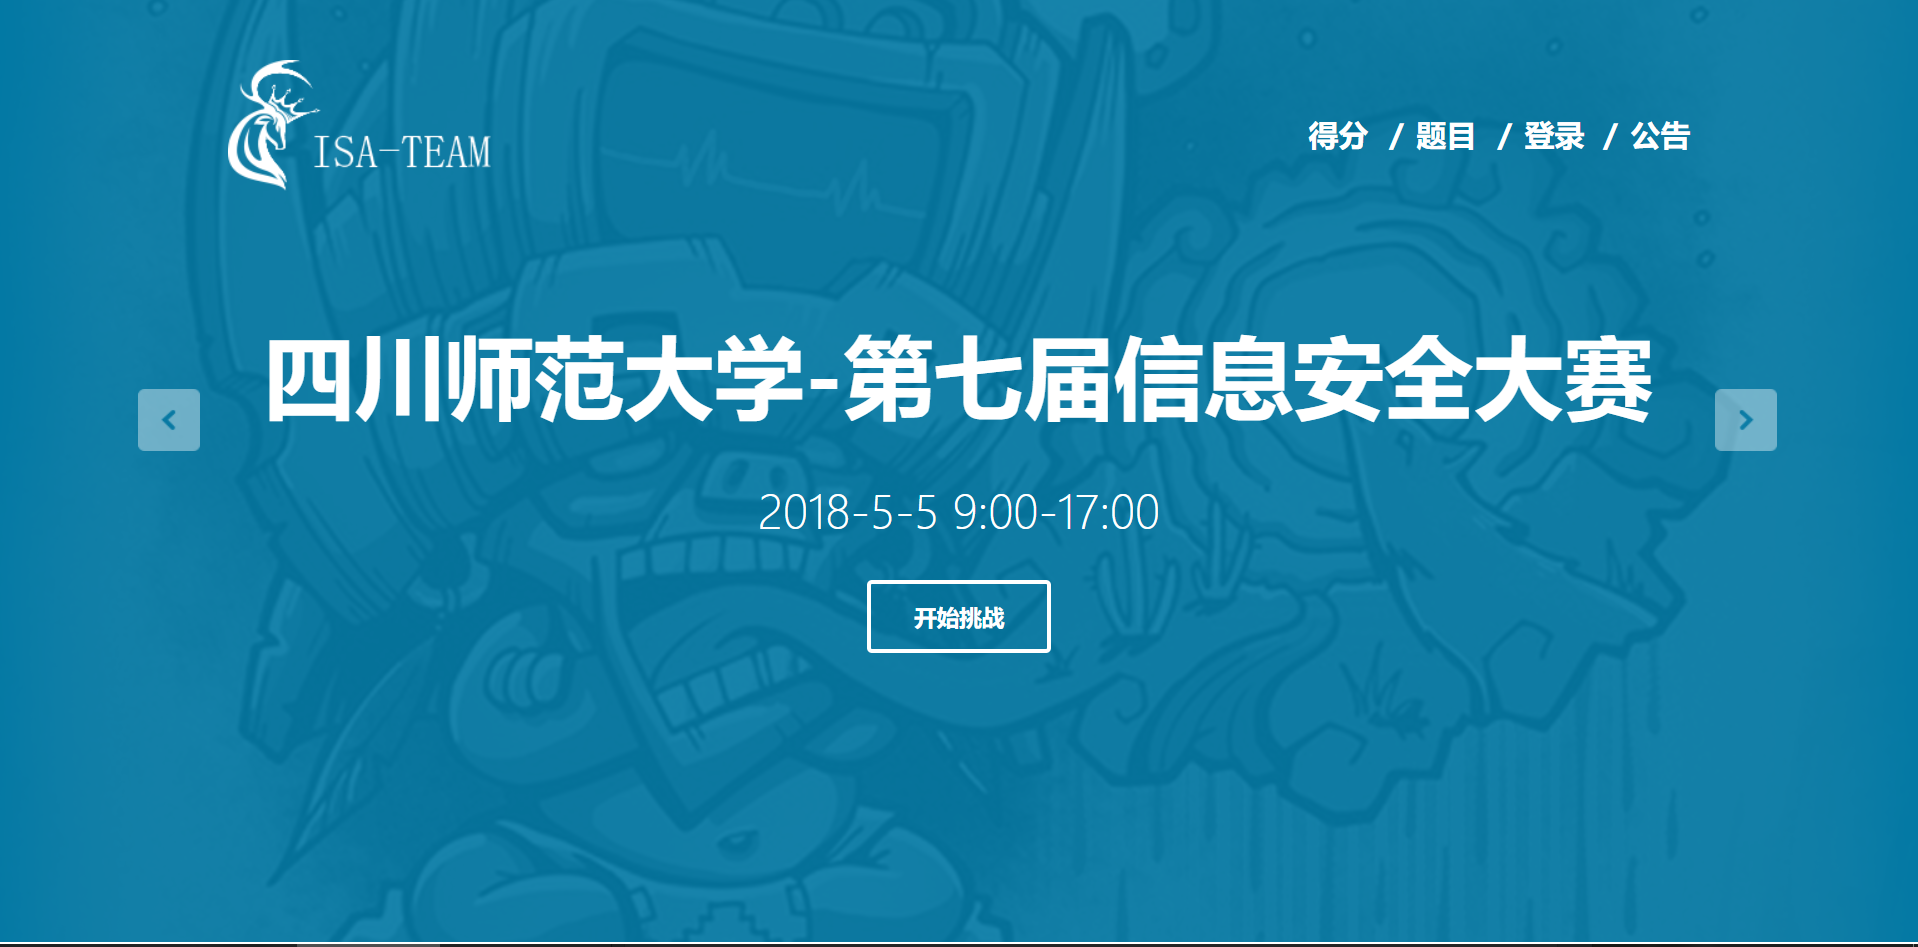 ISA-TEAM
得分 / 题目 / 登录 / 公告
四川师范大学-第七届信息安全大赛
2018-5-5 9:00-17:00
开始挑战